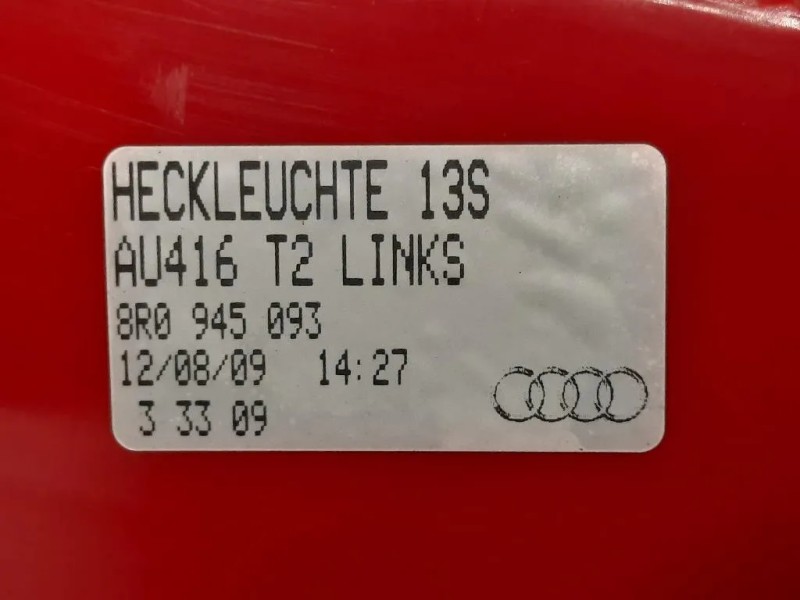 HECKLEUCHTE 13S
AU416 T2 LINKS
8R0 945 093
12/08/09 14:27
3 33 09